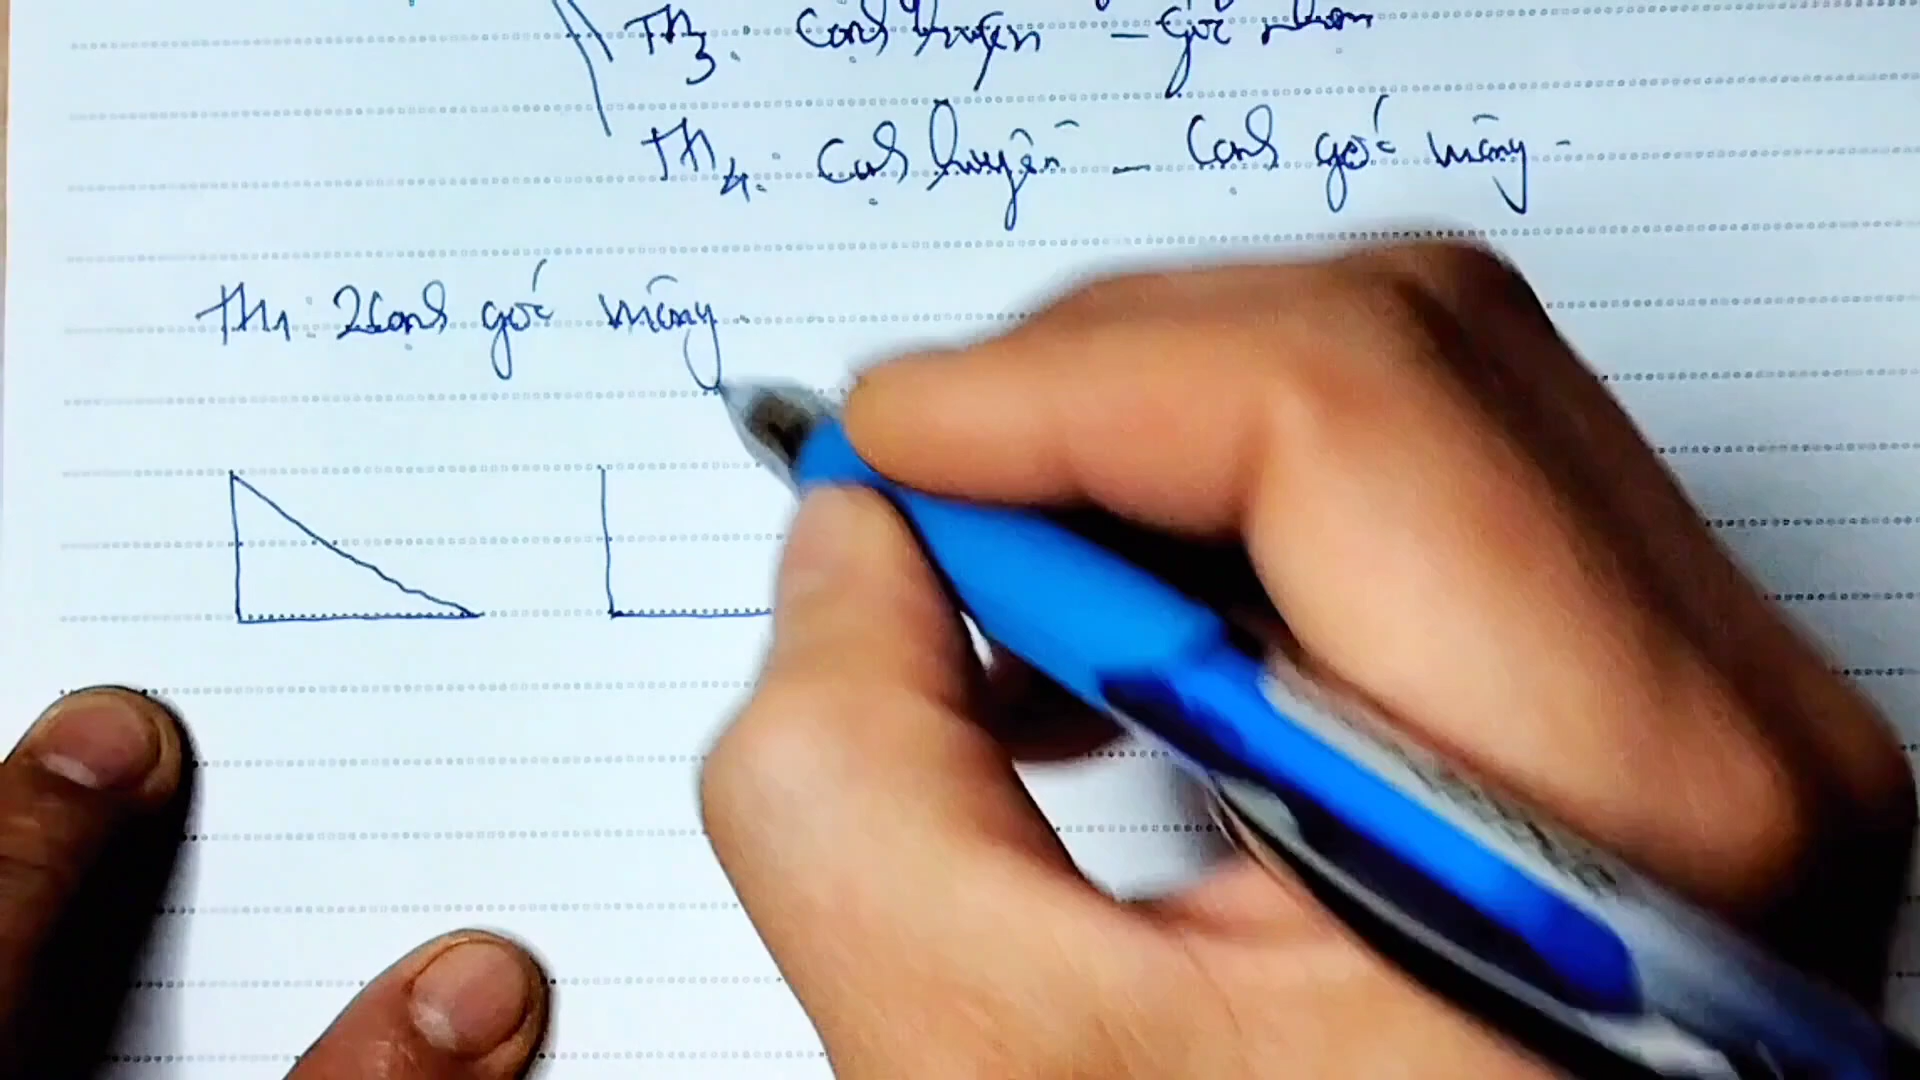 TH3: Cạnh huyền - góc nhọn
TH4: Cạnh huyền - Cạnh góc vuông -
TH1: 2 cạnh góc vuông.